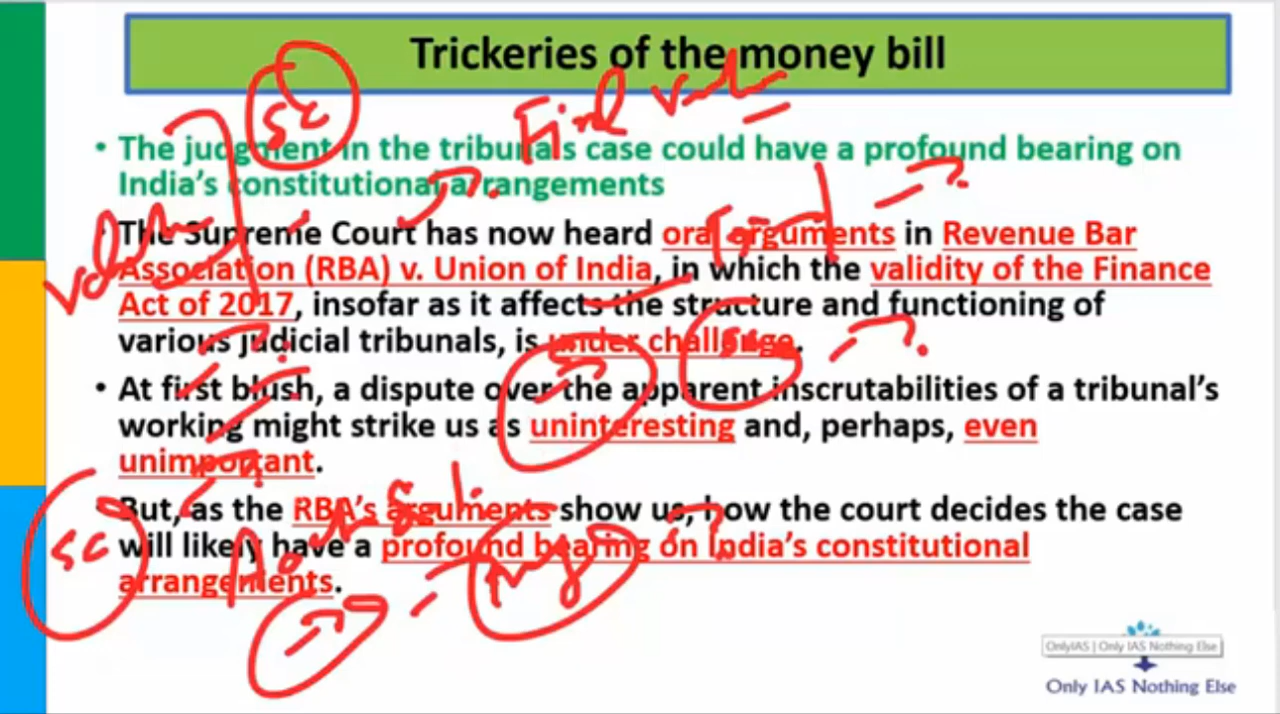 Trickeries of the money bill
• The judgment in the tribunals case could have a profound bearing on
India's constitutional arrangements
• The Supreme Court has now heard oral arguments in Revenue Bar
Association (RBA) v. Union of India, in which the validity of the Finance
Act of 2017, insofar as it affects the structure and functioning of
various judicial tribunals, is under challenge.
• At first blush, a dispute over the apparent inscrutabilities of a tribunal's
working might strike us as uninteresting and, perhaps, even
unimportant.
But, as the RBA's arguments show us, how the court decides the case
will likely have a profound bearing on India's constitutional
arrangements.
SC
SC
OnlyIAS | Only IAS Nothing Else
Only IAS Nothing Else